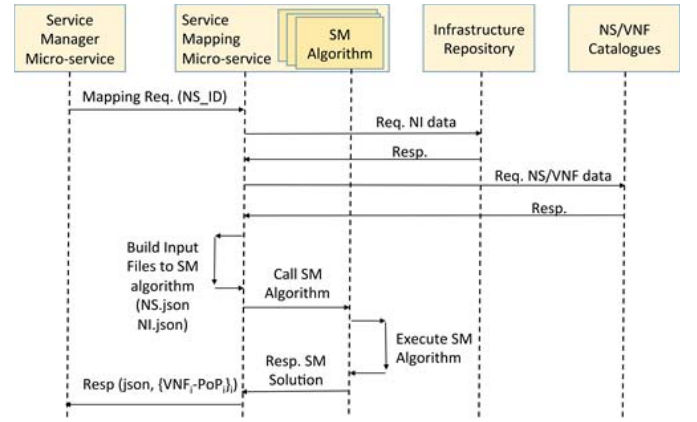 Service
Manager
Micro-service
Service
Mapping
Micro-service
SM
Algorithm
Infrastructure
Repository
NS/VNF
Catalogues
Mapping Req. (NS_ID)
Req. NI data
Resp.
Req. NS/VNF data
Resp.
Build Input
Files to SM
algorithm
(NS.json
NI.json)
Call SM
Algorithm
Execute SM
Algorithm
Resp. SM
Solution
Resp (json, {VNFᵢ-PoPᵢ}ᵢ)